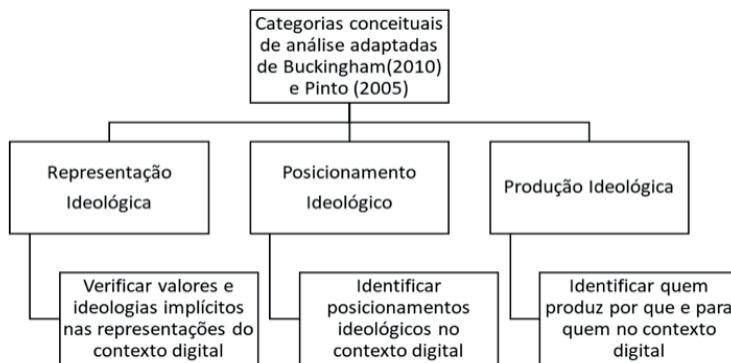 Categorias conceituais
de análise adaptadas
de Buckingham(2010)
e Pinto (2005)
Representação
Ideológica
Posicionamento
Ideológico
Produção Ideológica
Verificar valores e
ideologias implícitos
nas representações do
contexto digital
Identificar
posicionamentos
ideológicos no
contexto digital
Identificar quem
produz por que e para
quem no contexto
digital